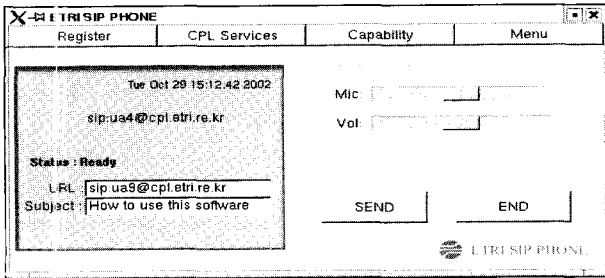 ETRI SIP PHONE
Register CPL Services Capability Menu
Tue Oct 29 15:12:42 2002
sip:ua4@cpl.etri.re.kr
Status : Ready
URL : sip:ua9@cpl.etri.re.kr
Subject : How to use this software
Mic:
Vol:
SEND END
ETRI SIP PHONE